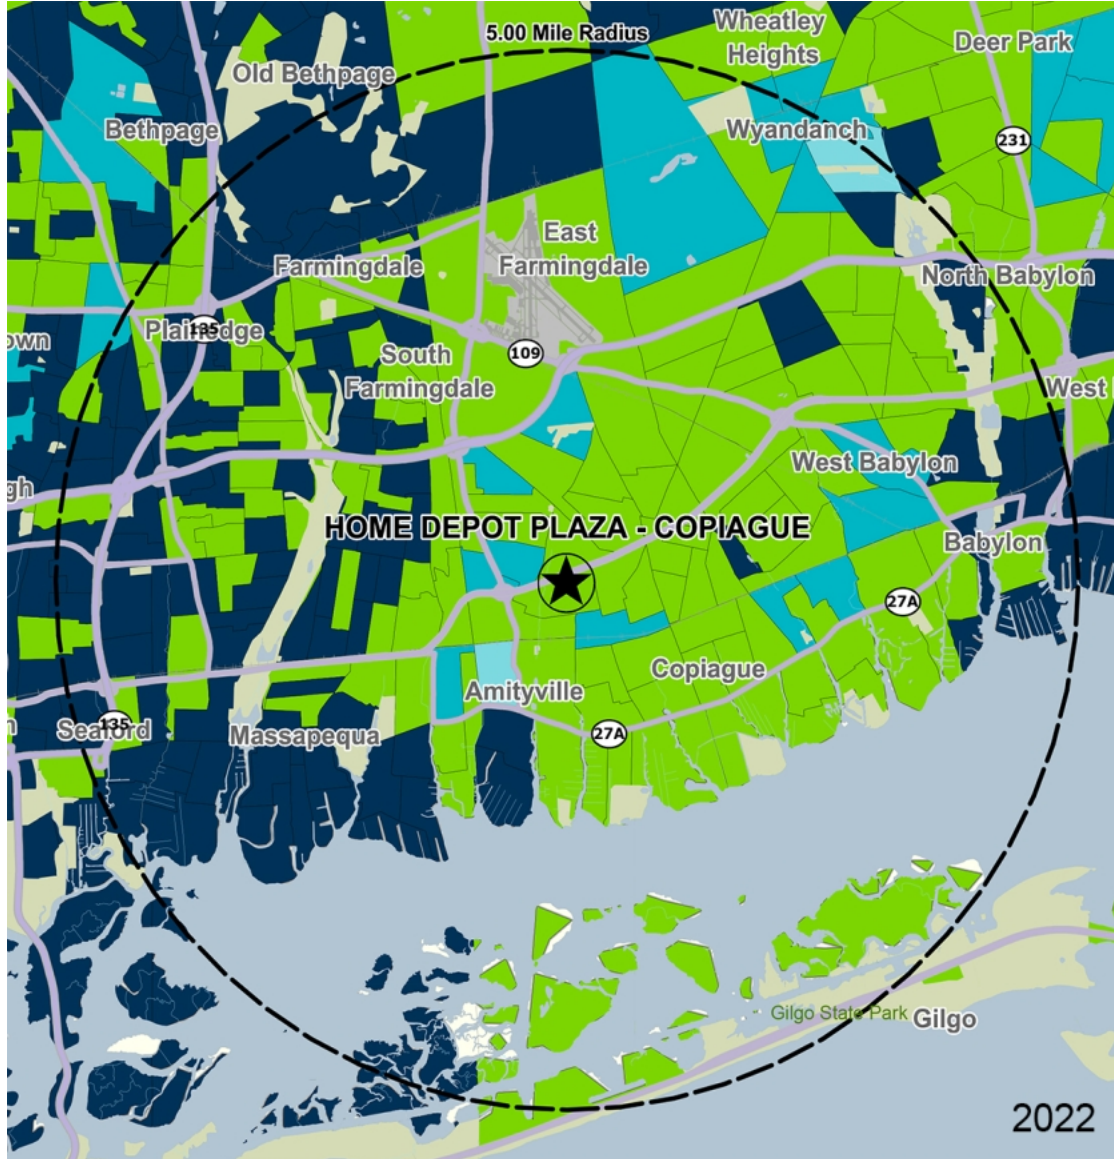 5.00 Mile Radius
Wheatley
Heights
Deer Park
Old Bethpage
Bethpage
Wyandanch
231
East
Farmingdale
Farmingdale
North Babylon
own
135
South
Farmingdale
109
West
West Babylon
gh
HOME DEPOT PLAZA - COPIAGUE
Babylon
27A
Copiague
Amityville
Seaford
135
Massapequa
27A
Gilgo State Park
Gilgo
2022